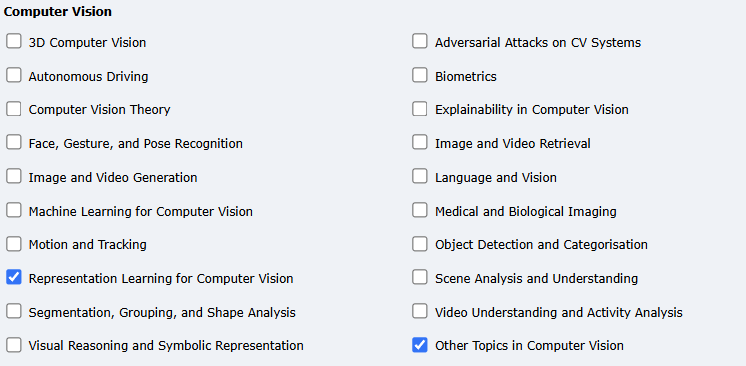 Computer Vision
3D Computer Vision
Adversarial Attacks on CV Systems
Autonomous Driving
Biometrics
Computer Vision Theory
Explainability in Computer Vision
Face, Gesture, and Pose Recognition
Image and Video Retrieval
Image and Video Generation
Language and Vision
Machine Learning for Computer Vision
Medical and Biological Imaging
Motion and Tracking
Object Detection and Categorisation
Representation Learning for Computer Vision
Scene Analysis and Understanding
Segmentation, Grouping, and Shape Analysis
Video Understanding and Activity Analysis
Visual Reasoning and Symbolic Representation
Other Topics in Computer Vision